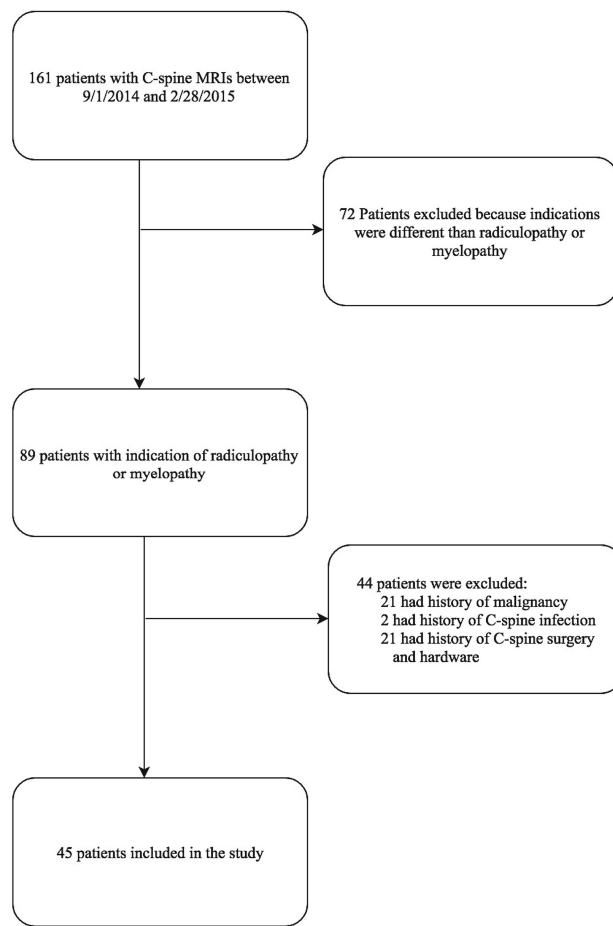 161 patients with C-spine MRIs between
9/1/2014 and 2/28/2015
72 Patients excluded because indications
were different than radiculopathy or
myelopathy
89 patients with indication of radiculopathy
or myelopathy
44 patients were excluded:
21 had history of malignancy
2 had history of C-spine infection
21 had history of C-spine surgery
and hardware
45 patients included in the study